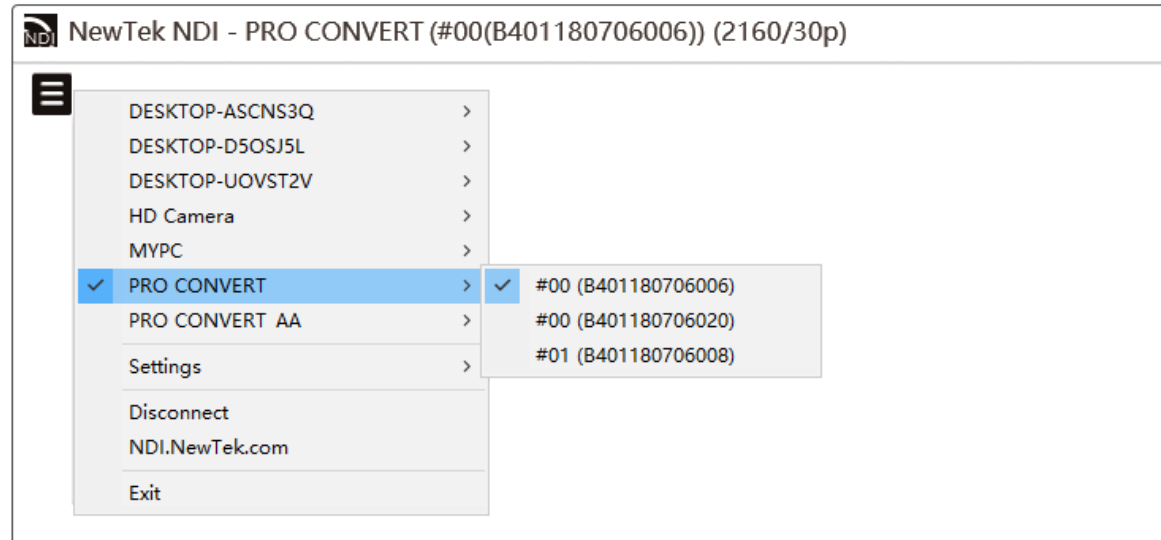 NDI NewTek NDI - PRO CONVERT (#00(B401180706006)) (2160/30p)
DESKTOP-ASCNS3Q
DESKTOP-D5OSJ5L
DESKTOP-UOVST2V
HD Camera
MYPC
PRO CONVERT
PRO CONVERT AA
Settings
Disconnect
NDI.NewTek.com
Exit
#00 (B401180706006)
#00 (B401180706020)
#01 (B401180706008)